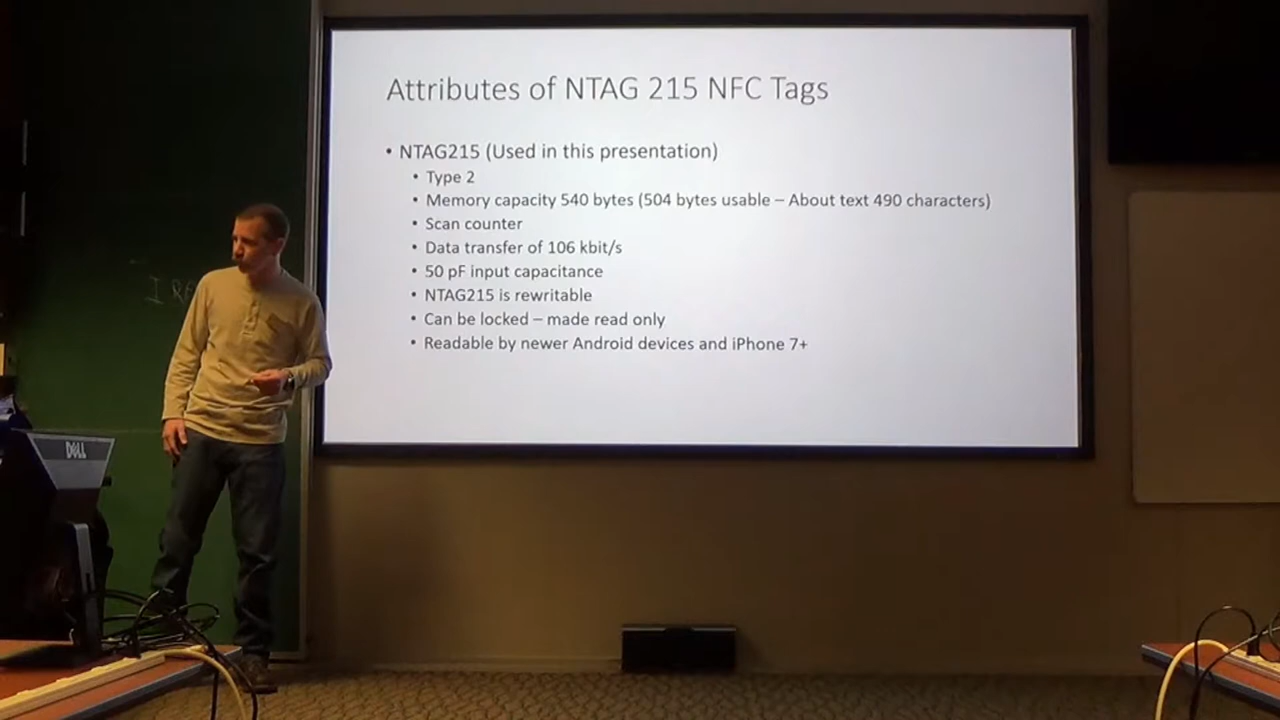 Attributes of NTAG 215 NFC Tags
• NTAG215 (Used in this presentation)
• Type 2
• Memory capacity 540 bytes (504 bytes usable – About text 490 characters)
• Scan counter
• Data transfer of 106 kbit/s
• 50 pF input capacitance
• NTAG215 is rewritable
• Can be locked – made read only
• Readable by newer Android devices and iPhone 7+
I
DELL